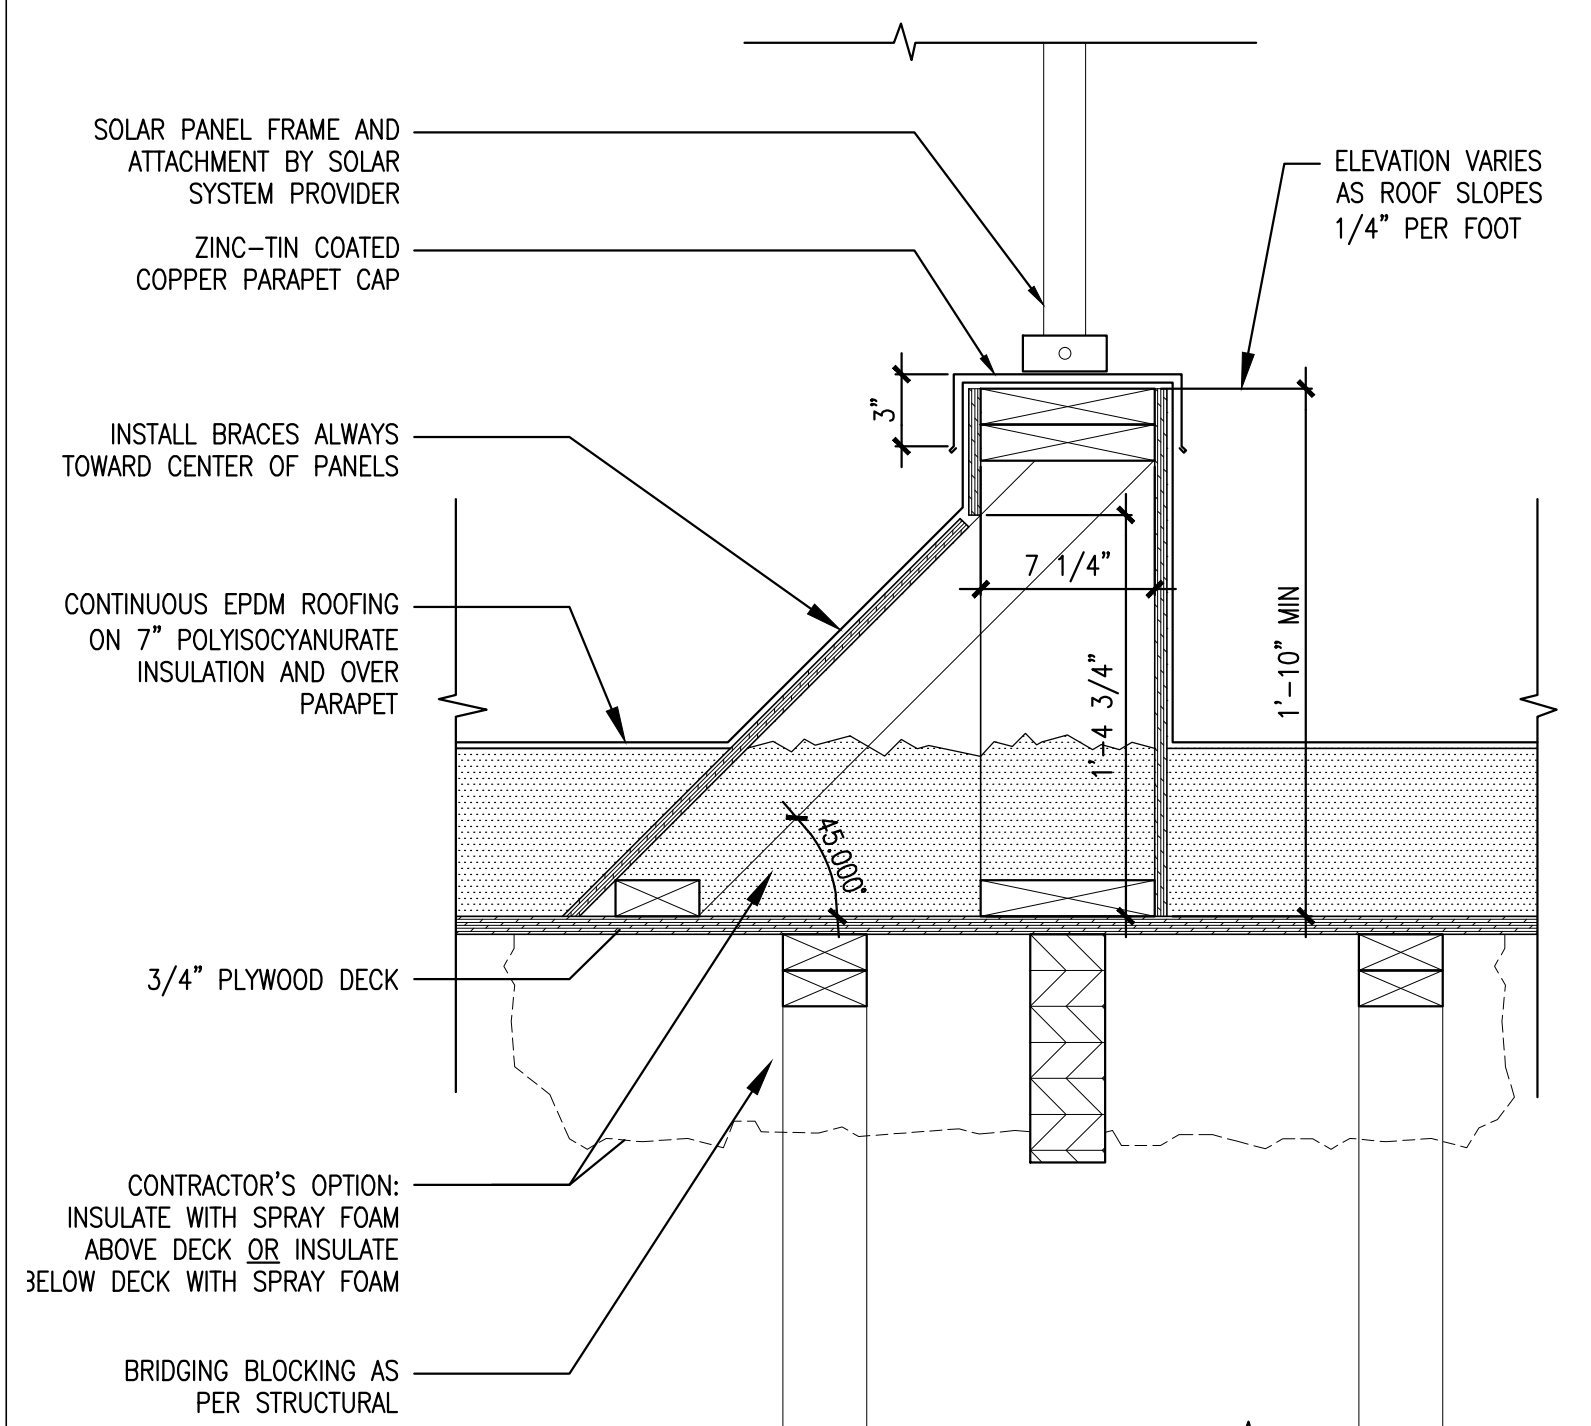 SOLAR PANEL FRAME AND
ATTACHMENT BY SOLAR
SYSTEM PROVIDER
ELEVATION VARIES
AS ROOF SLOPES
1/4" PER FOOT
ZINC-TIN COATED
COPPER PARAPET CAP
3"
INSTALL BRACES ALWAYS
TOWARD CENTER OF PANELS
7 1/4"
CONTINUOUS EPDM ROOFING
ON 7" POLYISOCYANURATE
INSULATION AND OVER
PARAPET
1'-4 3/4"
1'-10" MIN
45.000°
3/4" PLYWOOD DECK
CONTRACTOR'S OPTION:
INSULATE WITH SPRAY FOAM
ABOVE DECK OR INSULATE
BELOW DECK WITH SPRAY FOAM
BRIDGING BLOCKING AS
PER STRUCTURAL